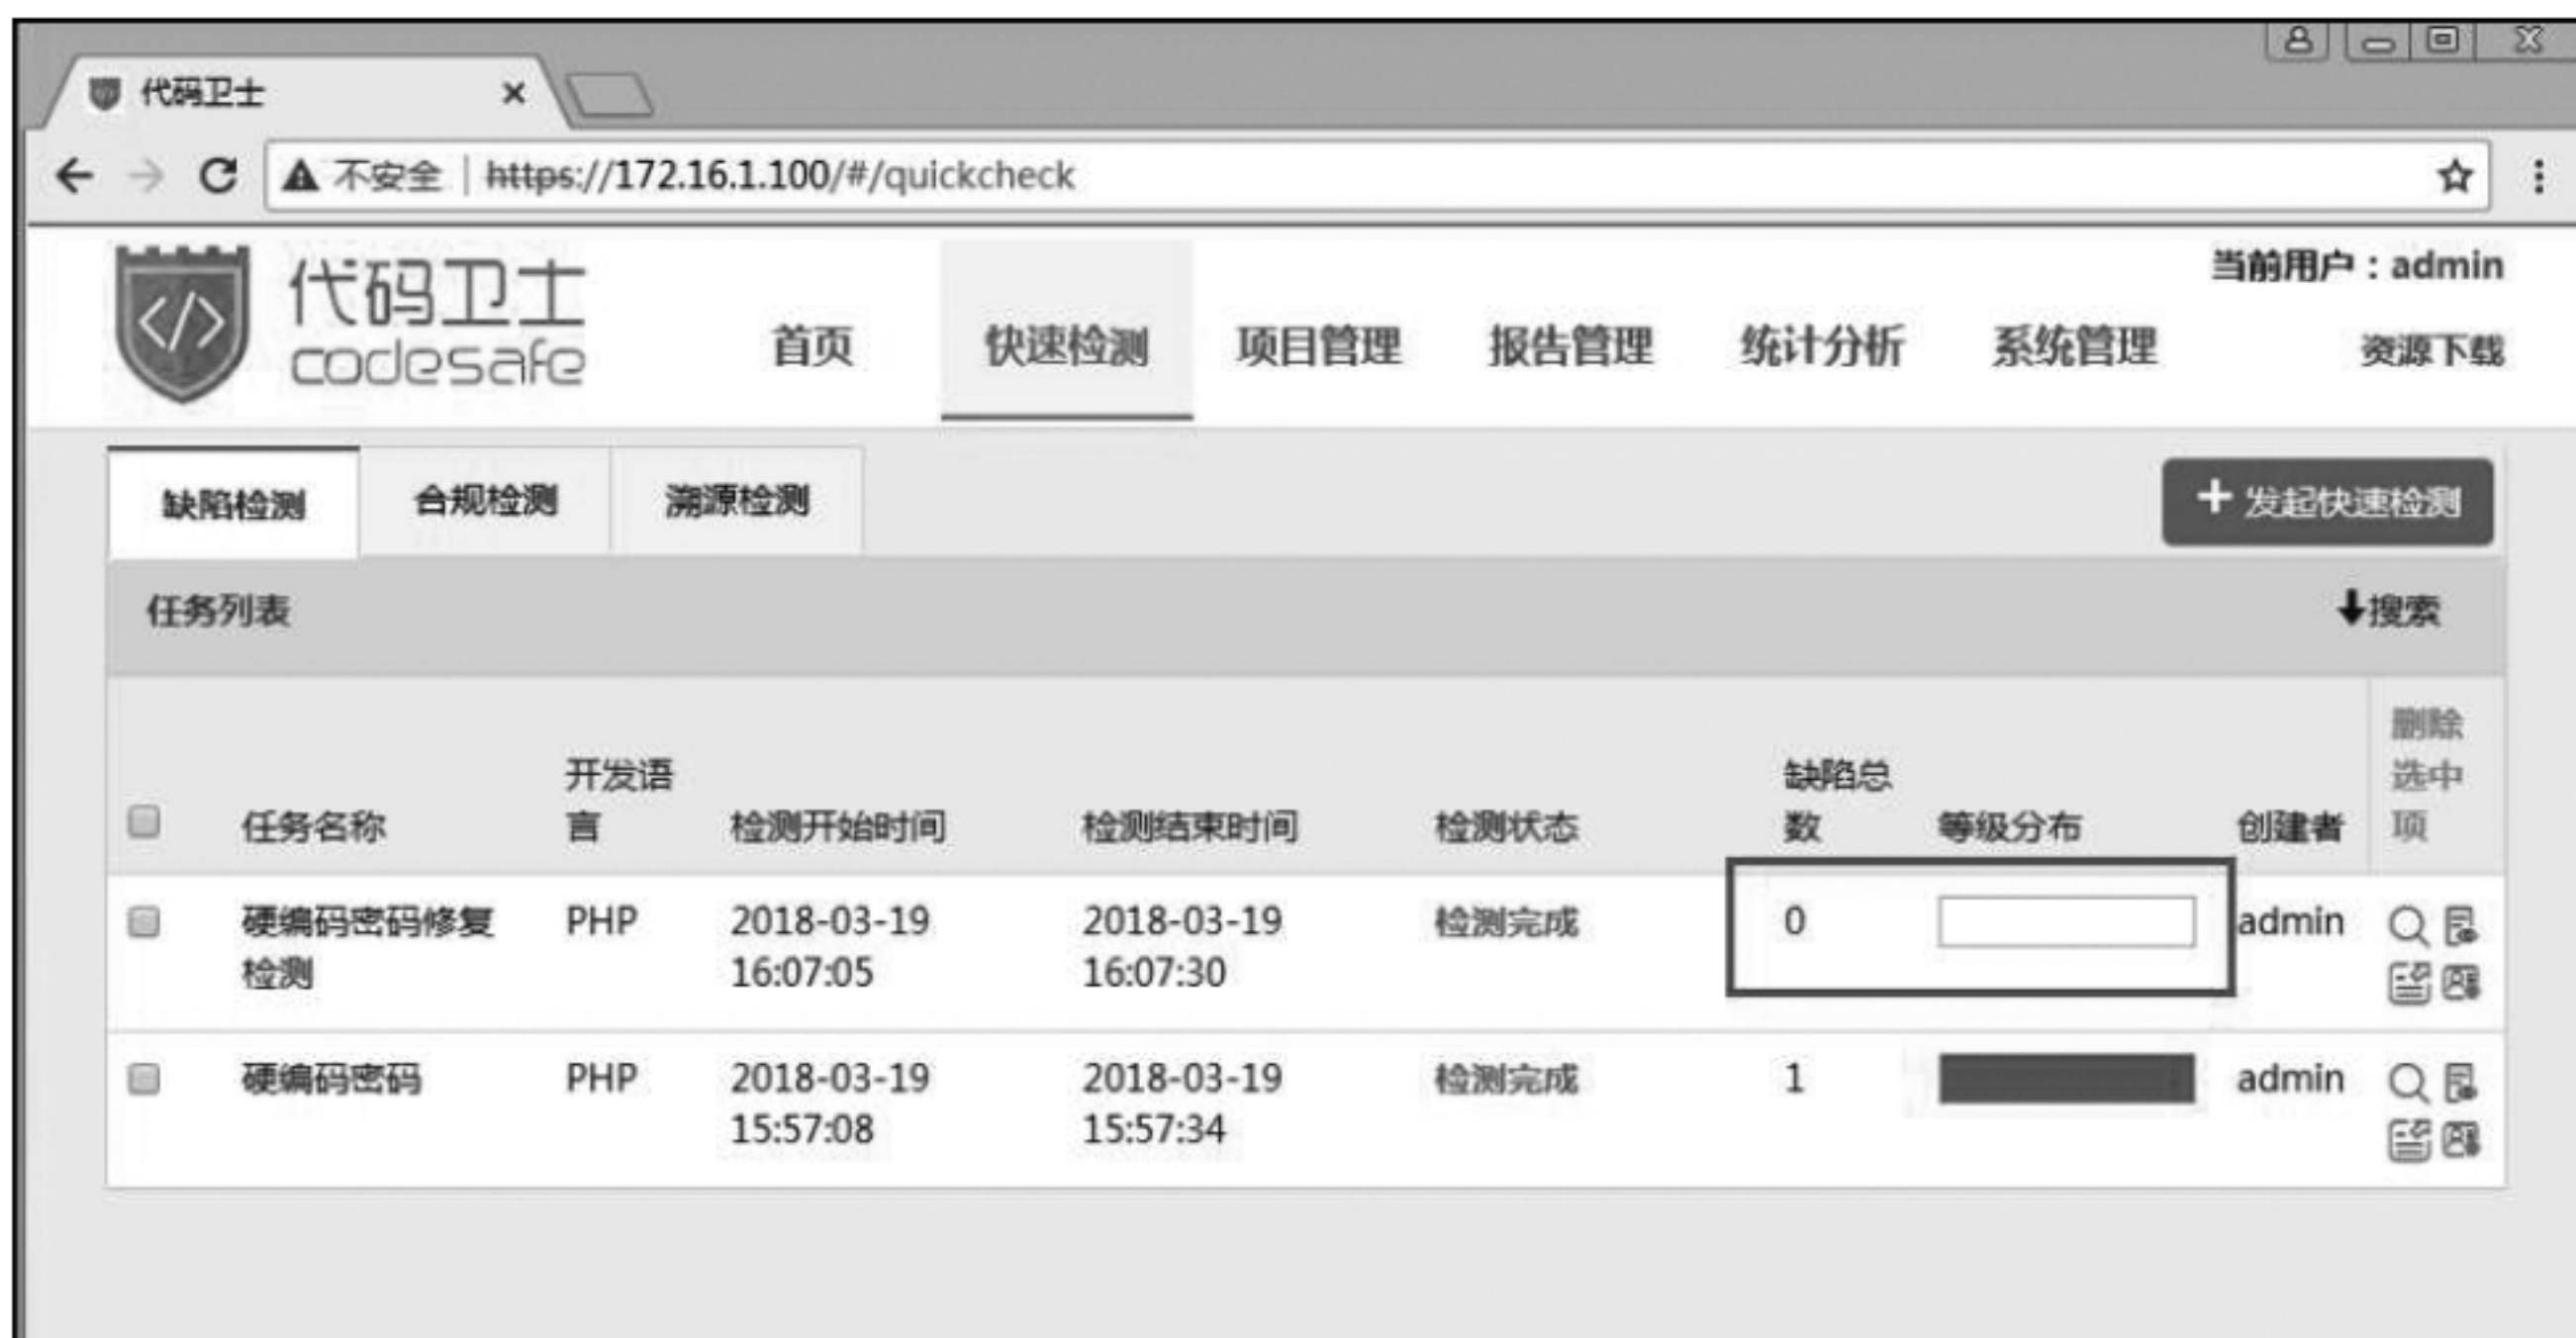 代码卫士
不安全 https://172.16.1.100/#/quickcheck
代码卫士
codesafe
当前用户：admin
首页 快速检测 项目管理 报告管理 统计分析 系统管理 资源下载
缺陷检测 合规检测 溯源检测 +发起快速检测
任务列表 搜索
任务名称 开发语言 检测开始时间 检测结束时间 检测状态 缺陷总数 等级分布 创建者 删除选中项
硬编码密码修复 PHP 2018-03-19 2018-03-19 检测完成 0 admin
检测 16:07:05 16:07:30
硬编码密码 PHP 2018-03-19 2018-03-19 检测完成 1 admin
15:57:08 15:57:34